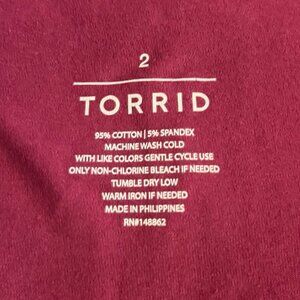 2
TORRID
95% COTTON | 5% SPANDEX
MACHINE WASH COLD
WITH LIKE COLORS GENTLE CYCLE USE
ONLY NON-CHLORINE BLEACH IF NEEDED
TUMBLE DRY LOW
WARM IRON IF NEEDED
MADE IN PHILIPPINES
RN#148862